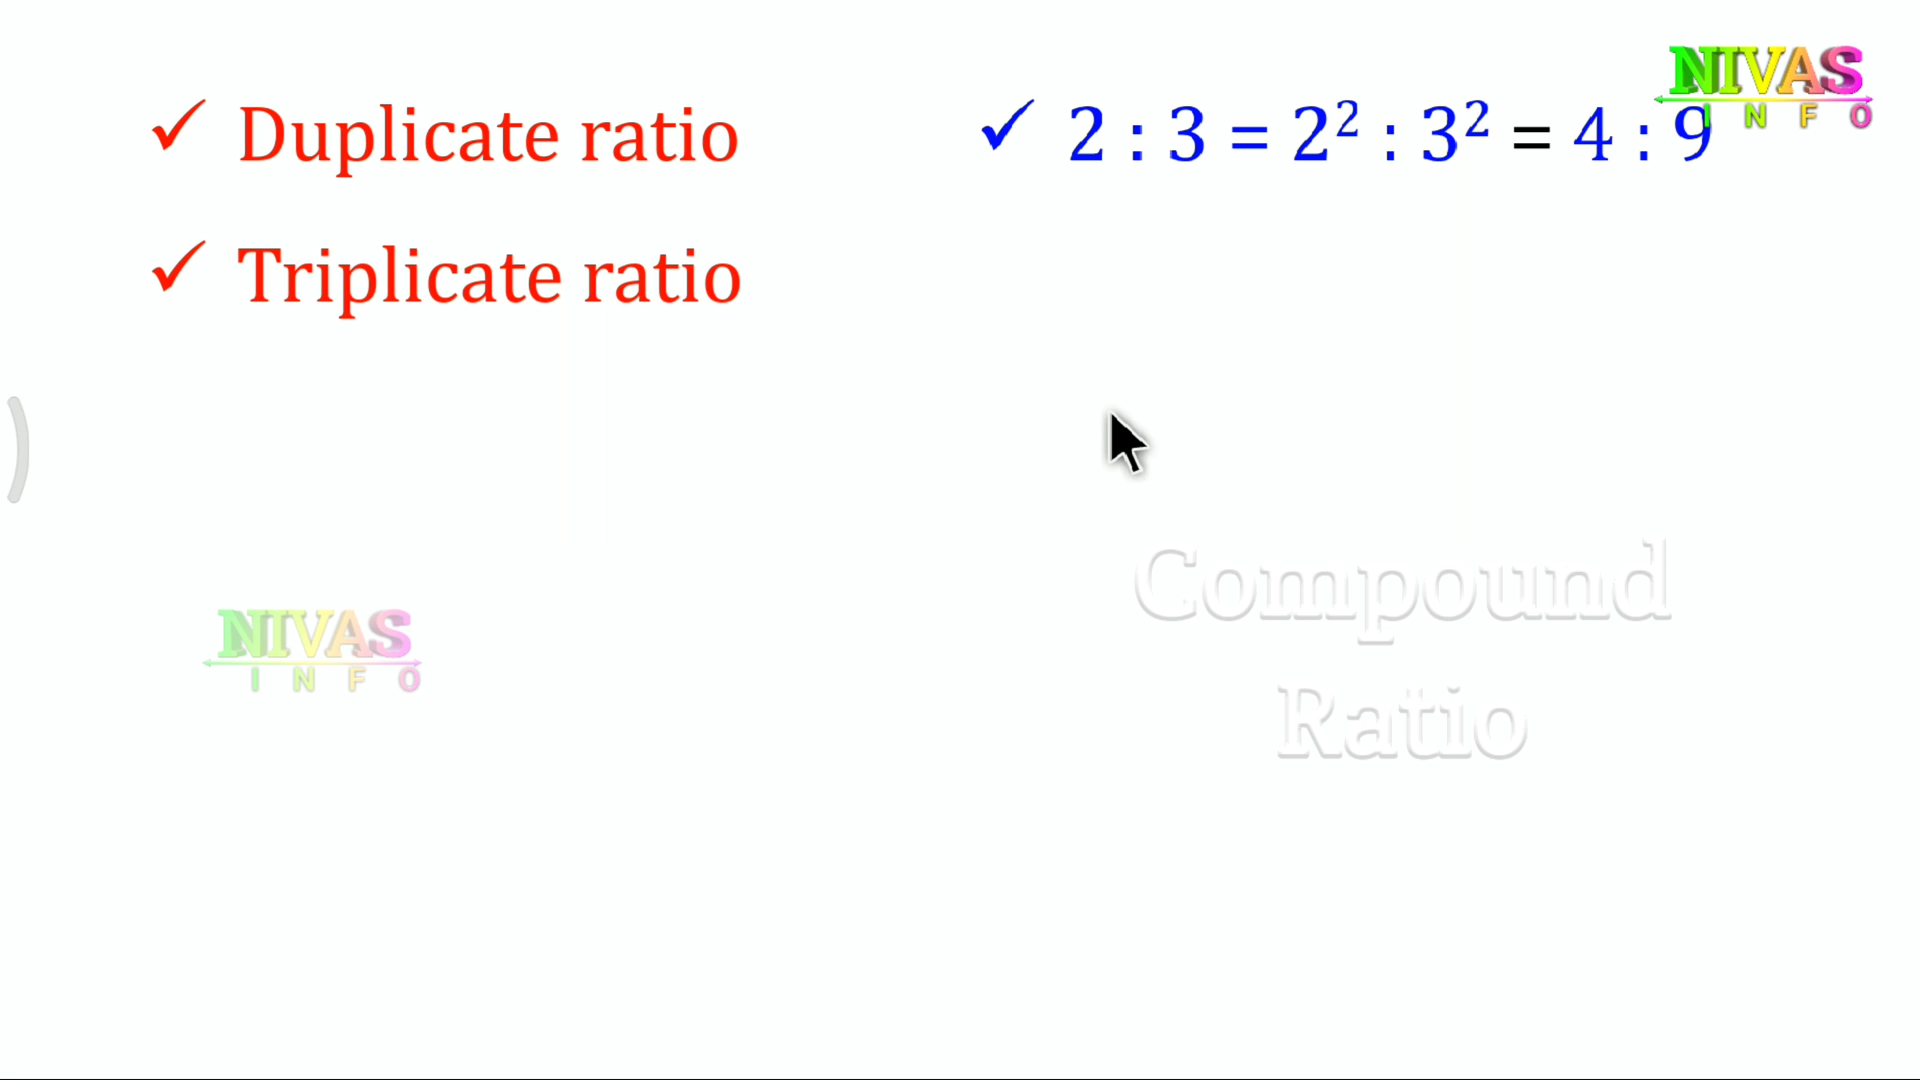 NIVAS
INFO
✓ Duplicate ratio
✓ 2 : 3 = 2² : 3² = 4 : 9
✓ Triplicate ratio
Compound
Ratio
NIVAS
INFO